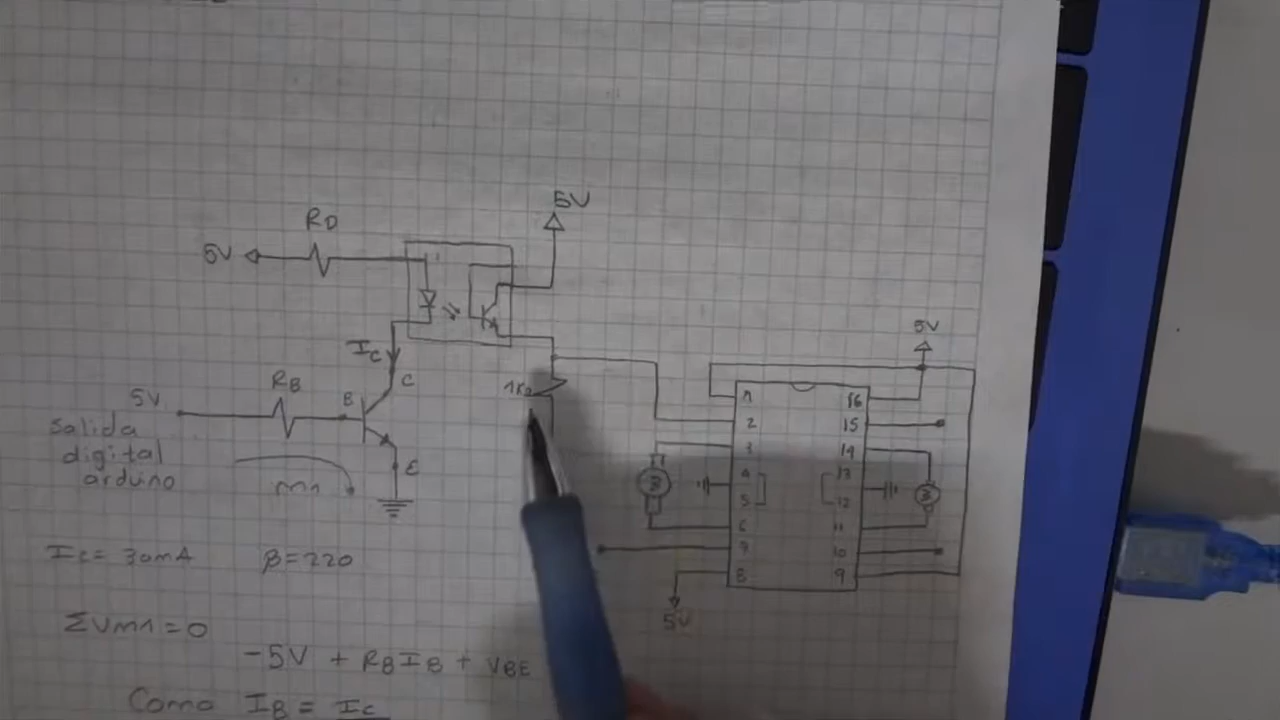 5V
RD
5V
Ic
C
1K
RB
B
5V
E
salida
digital
arduino
m1
5V
1 16
2 15
3 14
4 13
5 12
6 11
7 10
8 9
5V
Ic= 30mA β=220
ΣVm1=0
-5V + RBIB + VBE
Como IB = Ic